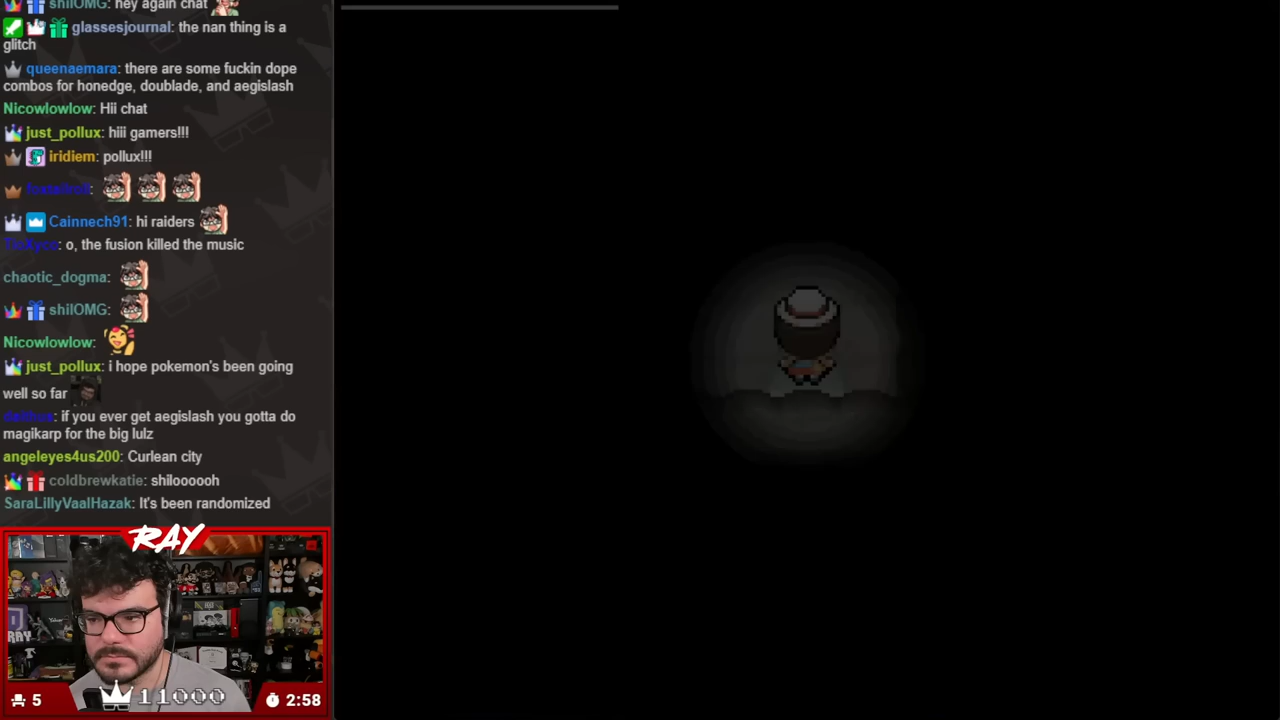 shilOMG: hey again chat
glassesjournal: the nan thing is a
glitch
queenaemara: there are some fuckin dope
combos for honedge, doublade, and aegislash
Nicowlowlow: Hii chat
just_pollux: hiii gamers!!!
iridiem: pollux!!!
Cainnech91: hi raiders
TioXyco: o, the fusion killed the music
chaotic_dogma:
shilOMG:
Nicowlowlow:
just_pollux: i hope pokemon's been going
well so far
if you ever get aegislash you gotta do
magikarp for the big lulz
angeleyes4us200: Curlean city
coldbrewkatie: shiloooooh
SaraLillyVaalHazak: It's been randomized
RAY
5
11000
2:58